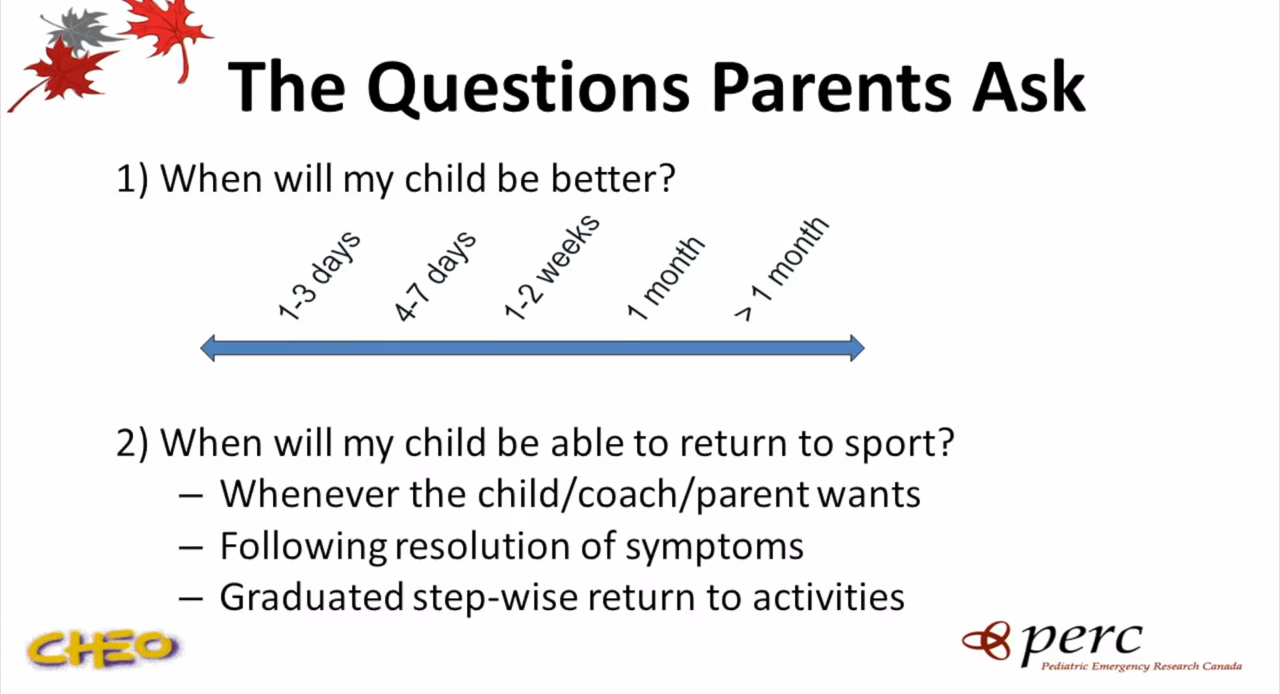 The Questions Parents Ask
1) When will my child be better?
1-3 days
4-7 days
1-2 weeks
1 month
> 1 month
2) When will my child be able to return to sport?
– Whenever the child/coach/parent wants
– Following resolution of symptoms
– Graduated step-wise return to activities
CHEO
perc
Pediatric Emergency Research Canada